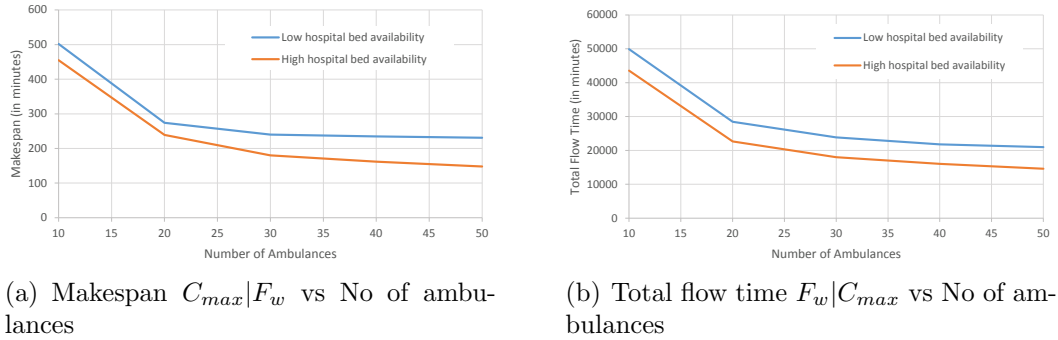 600
500
400
300
200
100
0
10 15 20 25 30 35 40 45 50
Makespan (in minutes)
Number of Ambulances
Low hospital bed availability
High hospital bed availability
(a) Makespan C_{max}|F_w vs No of ambu-
lances
60000
50000
40000
30000
20000
10000
0
10 15 20 25 30 35 40 45 50
Total Flow Time (in minutes)
Number of Ambulances
Low hospital bed availability
High hospital bed availability
(b) Total flow time F_w|C_{max} vs No of am-
bulances